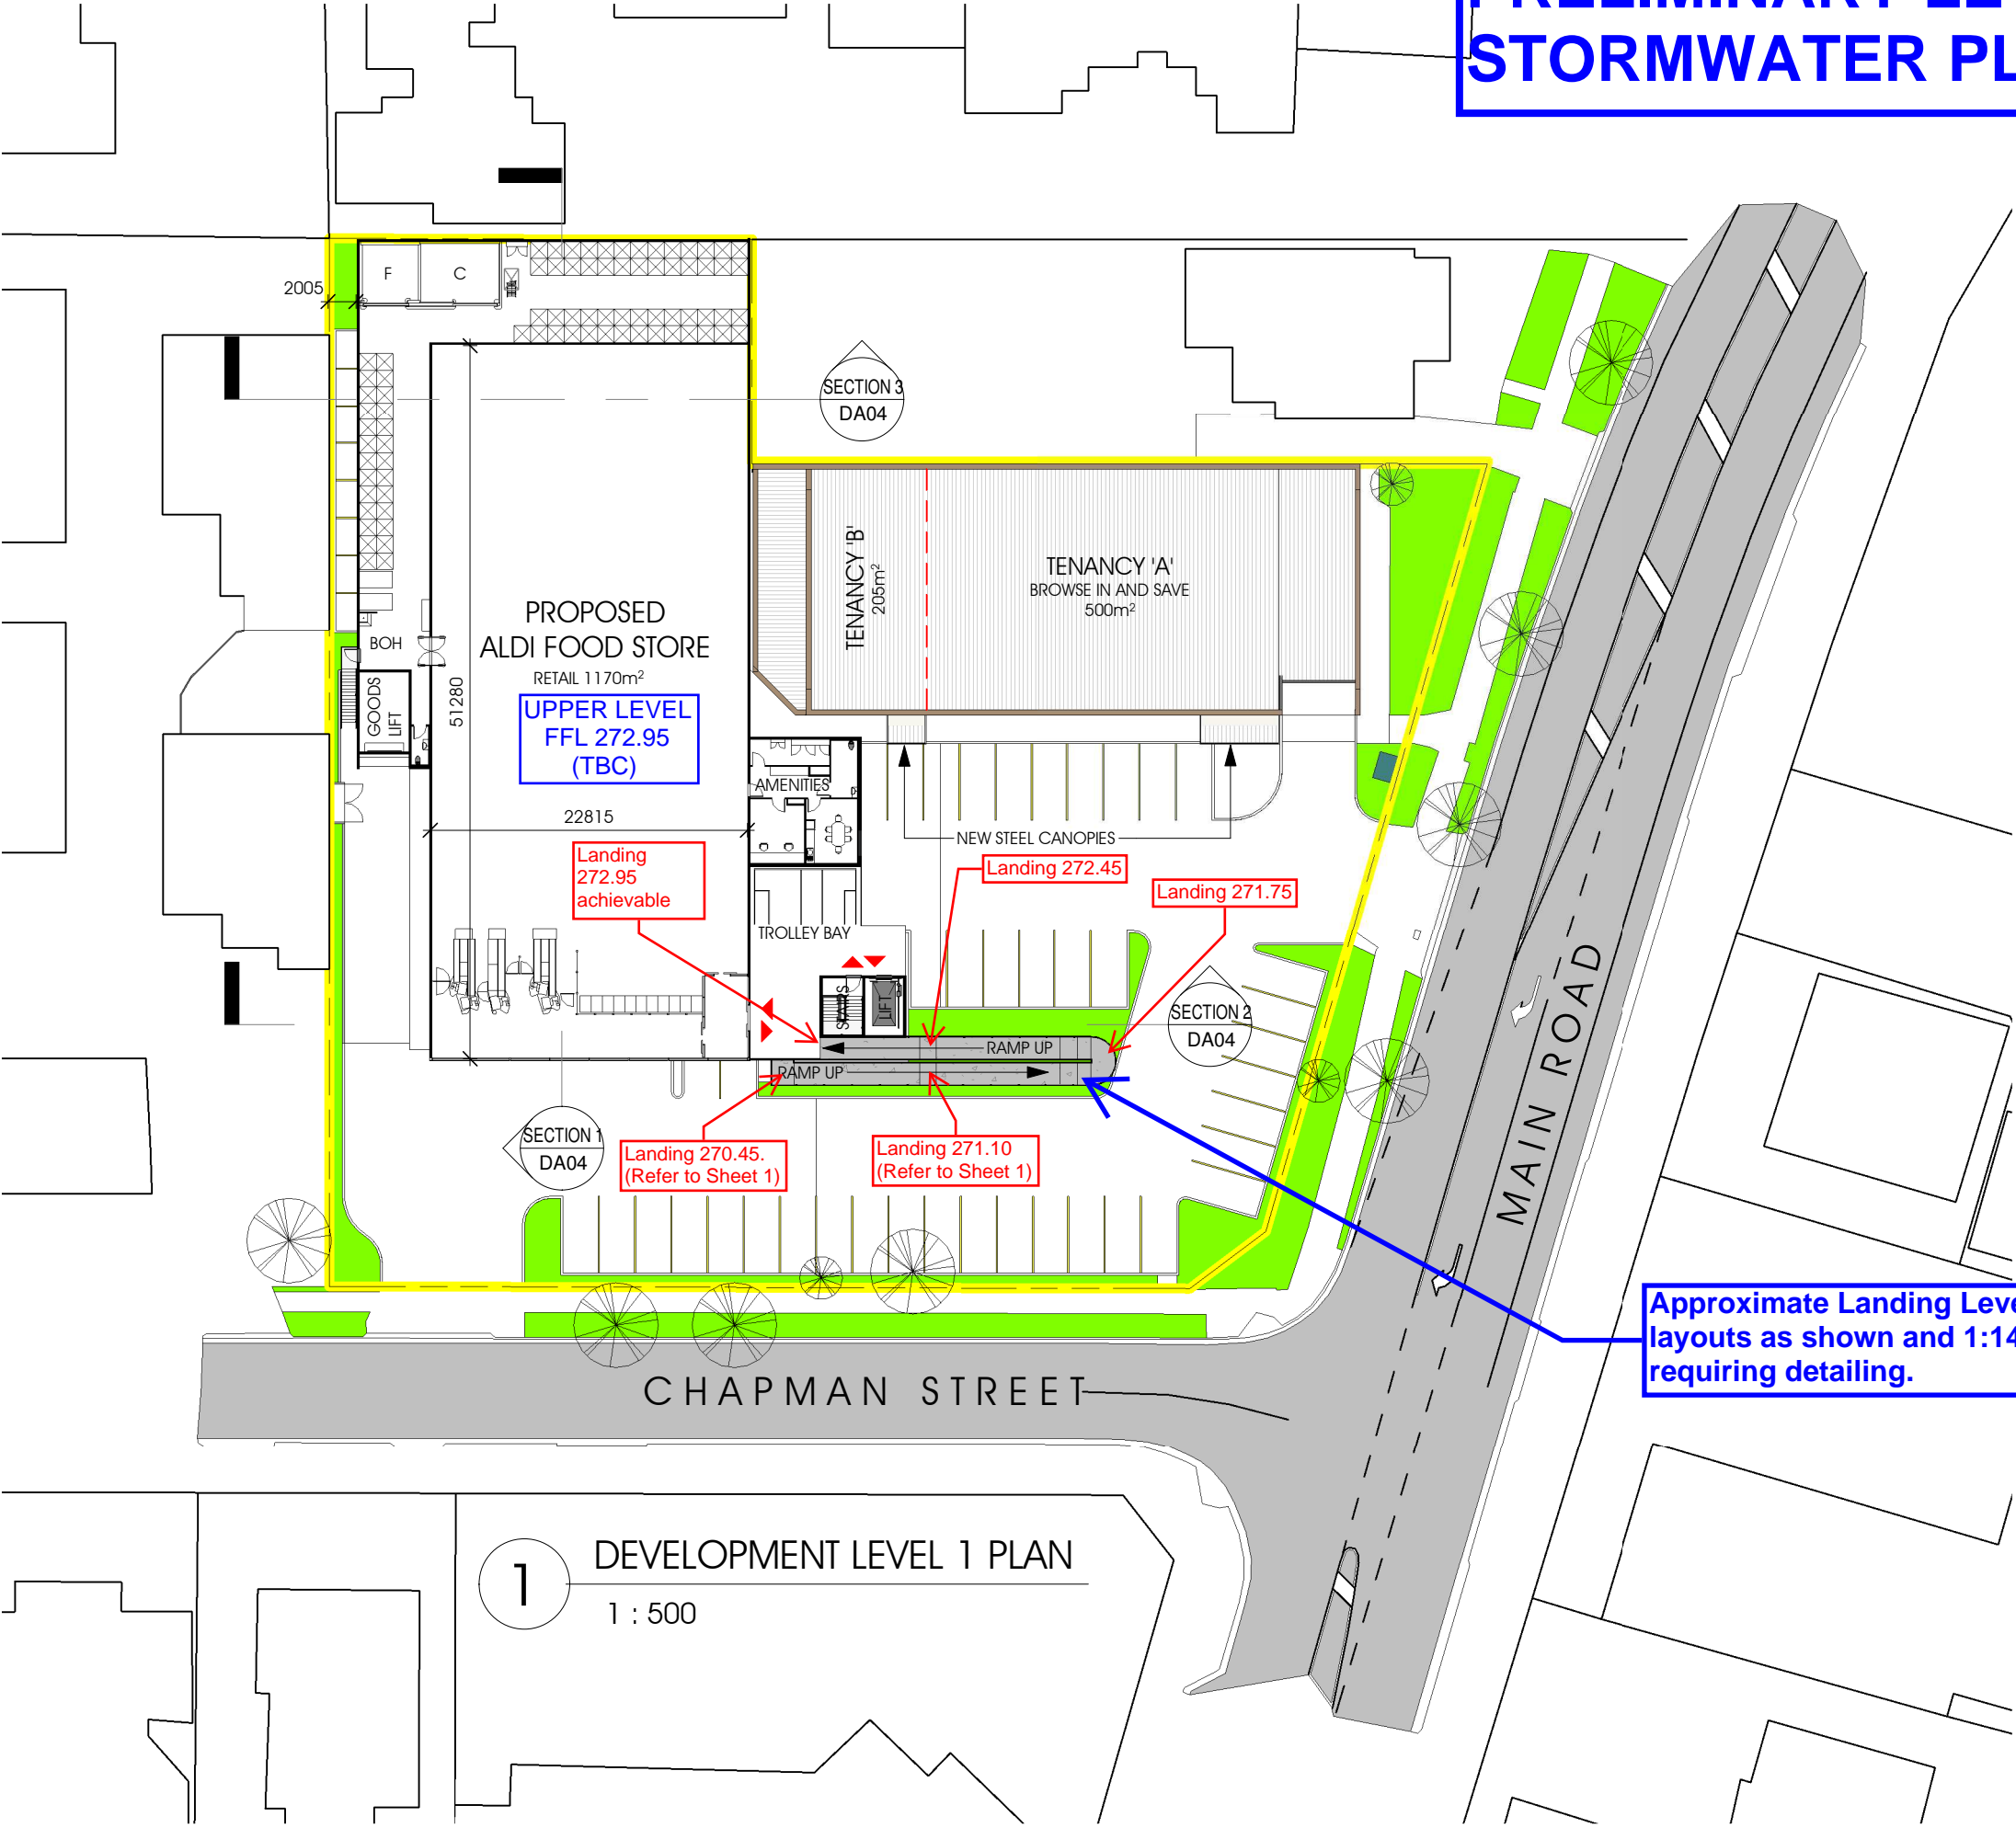 STORMWATER PL
2005
F
C
SECTION 3
DA04
TENANCY 'B'
205m²
TENANCY 'A'
BROWSE IN AND SAVE
500m²
PROPOSED
ALDI FOOD STORE
RETAIL 1170m²
BOH
GOODS
LIFT
51280
UPPER LEVEL
FFL 272.95
(TBC)
22815
AMENITIES
NEW STEEL CANOPIES
Landing
272.95
achievable
Landing 272.45
Landing 271.75
TROLLEY BAY
STAIRS
LIFT
SECTION 2
DA04
RAMP UP
RAMP UP
MAIN ROAD
SECTION 1
DA04
Landing 270.45.
(Refer to Sheet 1)
Landing 271.10
(Refer to Sheet 1)
Approximate Landing Leve
layouts as shown and 1:14
requiring detailing.
CHAPMAN STREET
1
DEVELOPMENT LEVEL 1 PLAN
1 : 500